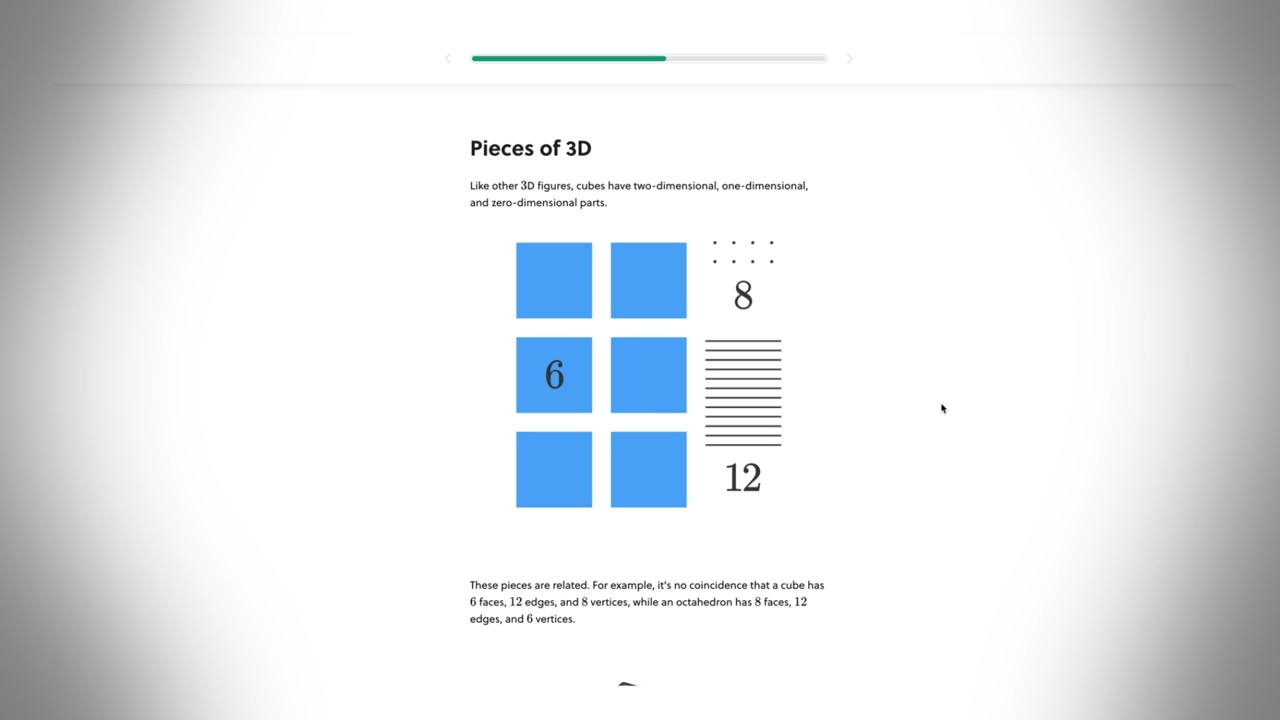 Pieces of 3D
Like other 3D figures, cubes have two-dimensional, one-dimensional,
and zero-dimensional parts.
8
6
12
These pieces are related. For example, it's no coincidence that a cube has
6 faces, 12 edges, and 8 vertices, while an octahedron has 8 faces, 12
edges, and 6 vertices.